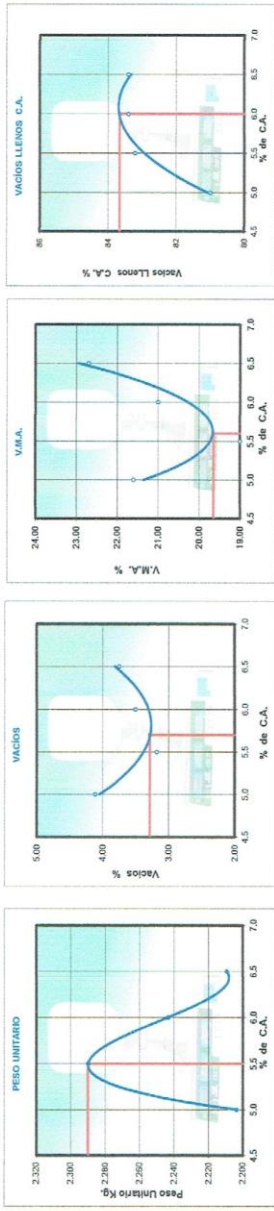 PESO UNITARIO
Peso Unitario Kg.
2.320
2.300
2.280
2.260
2.240
2.220
2.200
4.5 5.0 5.5 6.0 6.5 7.0
% de C.A.
VACÍOS
Vacios %
5.00
4.00
3.00
2.00
4.5 5.0 5.5 6.0 6.5 7.0
% de C.A.
V.M.A.
V.M.A. %
24.00
23.00
22.00
21.00
20.00
19.00
4.5 5.0 5.5 6.0 6.5 7.0
% de C.A.
VACÍOS LLENOS C.A.
Vacios LLenos C.A. %
86
84
82
80
4.5 5.0 5.5 6.0 6.5 7.0
% de C.A.